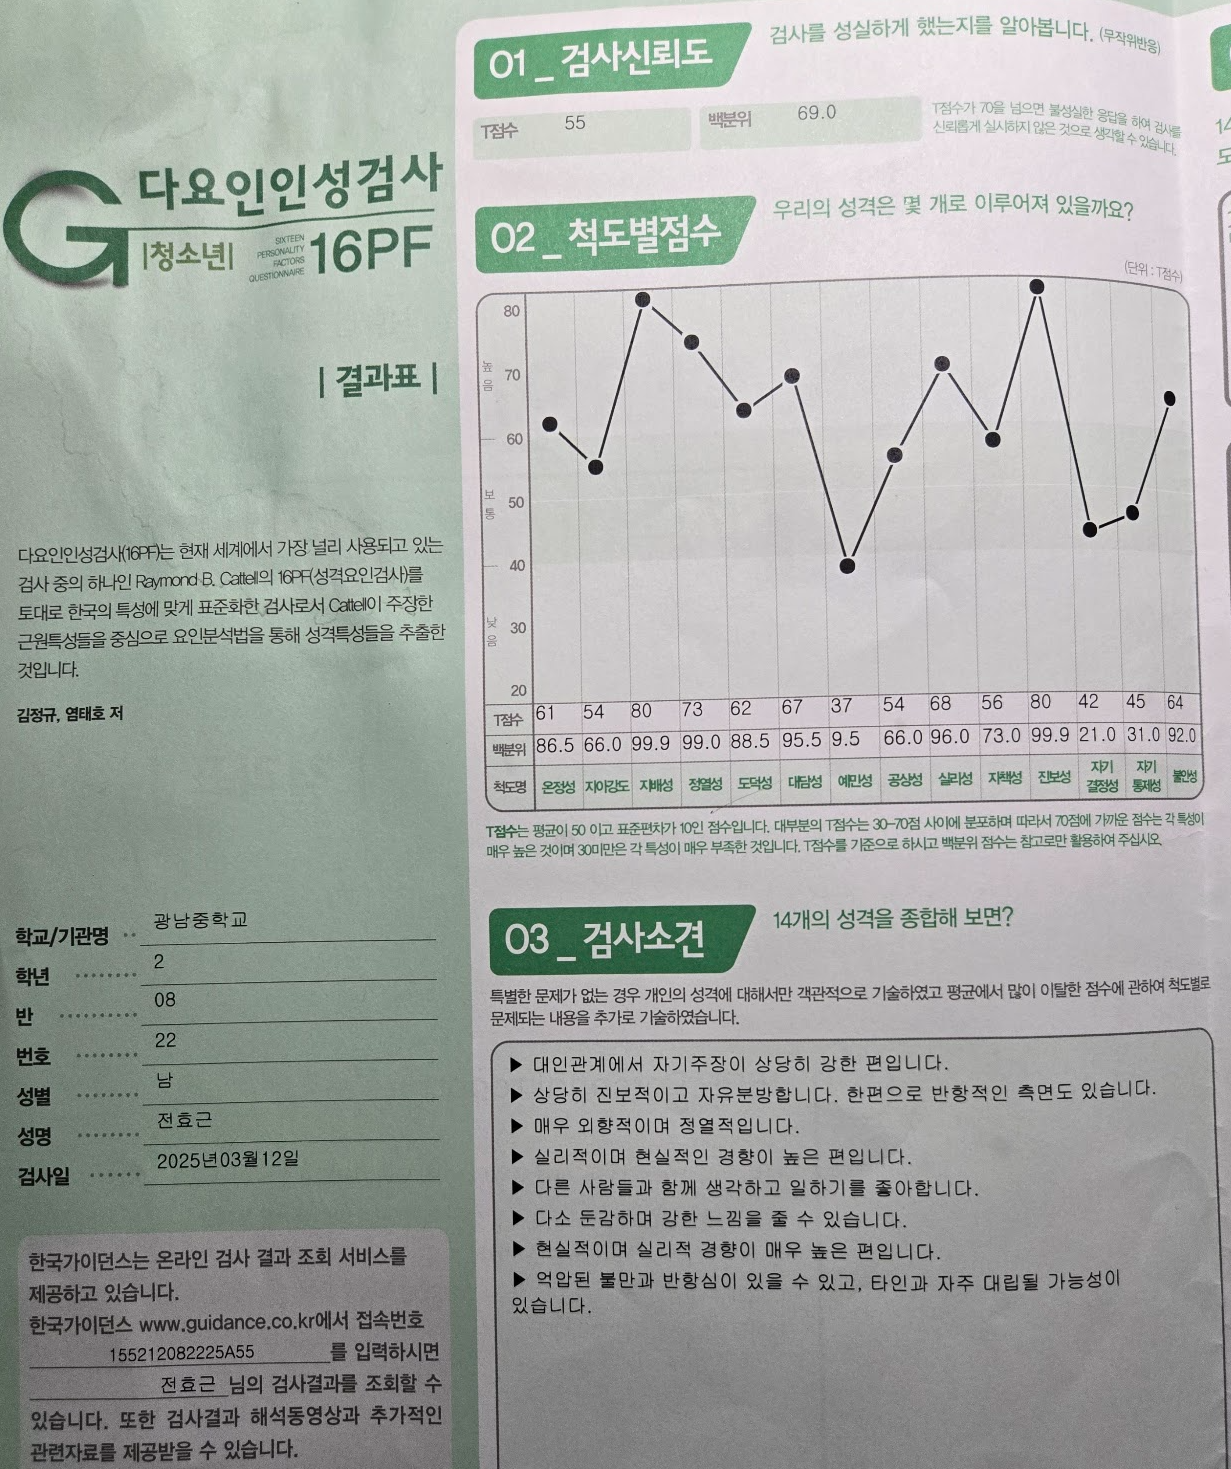 다요인인성검사
|청소년|
SIXTEEN
PERSONALITY
FACTORS
QUESTIONNAIRE
16PF
| 결과표 |
다요인인성검사(16PF)는 현재 세계에서 가장 널리 사용되고 있는
검사 중의 하나인 Raymond B. Cattell의 16PF(성격요인검사)를
토대로 한국의 특성에 맞게 표준화한 검사로서 Cattell이 주장한
근원특성들을 중심으로 요인분석법을 통해 성격특성들을 추출한
것입니다.
김정규, 염태호 저
학교/기관명 광남중학교
학년 2
반 08
번호 22
성별 남
성명 전효근
검사일 2025년03월12일
한국가이던스는 온라인 검사 결과 조회 서비스를
제공하고 있습니다.
한국가이던스 www.guidance.co.kr에서 접속번호
155212082225A55 를 입력하시면
전효근 님의 검사결과를 조회할 수
있습니다. 또한 검사결과 해석동영상과 추가적인
관련자료를 제공받을 수 있습니다.
01 _ 검사신뢰도
검사를 성실하게 했는지를 알아봅니다. (무작위반응)
T점수 55 백분위 69.0
T점수가 70을 넘으면 불성실한 응답을 하여 검사를
신뢰롭게 실시하지 않은 것으로 생각할 수 있습니다.
02 _ 척도별점수
우리의 성격은 몇 개로 이루어져 있을까요?
(단위 : T점수)
80
높음
70
60
보통
50
40
낮음
30
20
T점수 61 54 80 73 62 67 37 54 68 56 80 42 45 64
백분위 86.5 66.0 99.9 99.0 88.5 95.5 9.5 66.0 96.0 73.0 99.9 21.0 31.0 92.0
척도명 온정성 자아강도 지배성 정열성 도덕성 대담성 예민성 공상성 실리성 자책성 진보성 자기결정성 자기통제성 불안성
T점수는 평균이 50 이고 표준편차가 10인 점수입니다. 대부분의 T점수는 30-70점 사이에 분포하며 따라서 70점에 가까운 점수는 각 특성이
매우 높은 것이며 30미만은 각 특성이 매우 부족한 것입니다. T점수를 기준으로 하시고 백분위 점수는 참고로만 활용하여 주십시오.
03 _ 검사소견
14개의 성격을 종합해 보면?
특별한 문제가 없는 경우 개인의 성격에 대해서만 객관적으로 기술하였고 평균에서 많이 이탈한 점수에 관하여 척도별로
문제되는 내용을 추가로 기술하였습니다.
▶ 대인관계에서 자기주장이 상당히 강한 편입니다.
▶ 상당히 진보적이고 자유분방합니다. 한편으로 반항적인 측면도 있습니다.
▶ 매우 외향적이며 정열적입니다.
▶ 실리적이며 현실적인 경향이 높은 편입니다.
▶ 다른 사람들과 함께 생각하고 일하기를 좋아합니다.
▶ 다소 둔감하며 강한 느낌을 줄 수 있습니다.
▶ 현실적이며 실리적 경향이 매우 높은 편입니다.
▶ 억압된 불만과 반항심이 있을 수 있고, 타인과 자주 대립될 가능성이
있습니다.